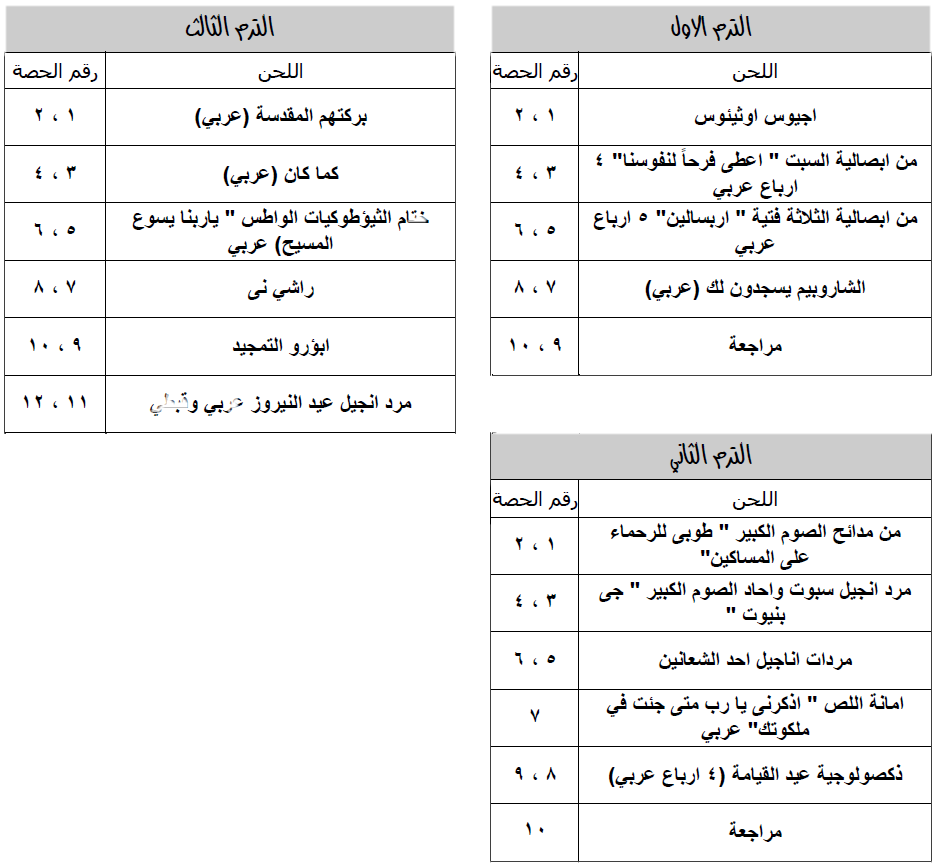 الترم الاول
اللحن رقم الحصة
اجيوس اوثيئوس ١ ، ٢
من ابصالية السبت " اعطى فرحاً لنفوسنا" ٤
ارباع عربي ٣ ، ٤
من ابصالية الثلاثة فتية " اربسالين" ٥ ارباع
عربي ٥ ، ٦
الشاروبيم يسجدون لك (عربي) ٧ ، ٨
مراجعة ٩ ، ١٠
الترم الثاني
اللحن رقم الحصة
من مدائح الصوم الكبير " طوبى للرحماء
على المساكين" ١ ، ٢
مرد انجيل سبوت واحاد الصوم الكبير " جى
بنيوت " ٣ ، ٤
مردات اناجيل احد الشعانين ٥ ، ٦
امانة اللص " اذكرنى يا رب متى جئت في
ملكوتك" عربي ٧
ذكصولوجية عيد القيامة (٤ ارباع عربي) ٨ ، ٩
مراجعة ١٠
الترم الثالث
اللحن رقم الحصة
بركتهم المقدسة (عربي) ١ ، ٢
كما كان (عربي) ٣ ، ٤
ختام الثيؤطوكيات الواطس " ياربنا يسوع
المسيح) عربي ٥ ، ٦
راشي نى ٧ ، ٨
ابؤرو التمجيد ٩ ، ١٠
مرد انجيل عيد النيروز عربي وقبطي ١١ ، ١٢